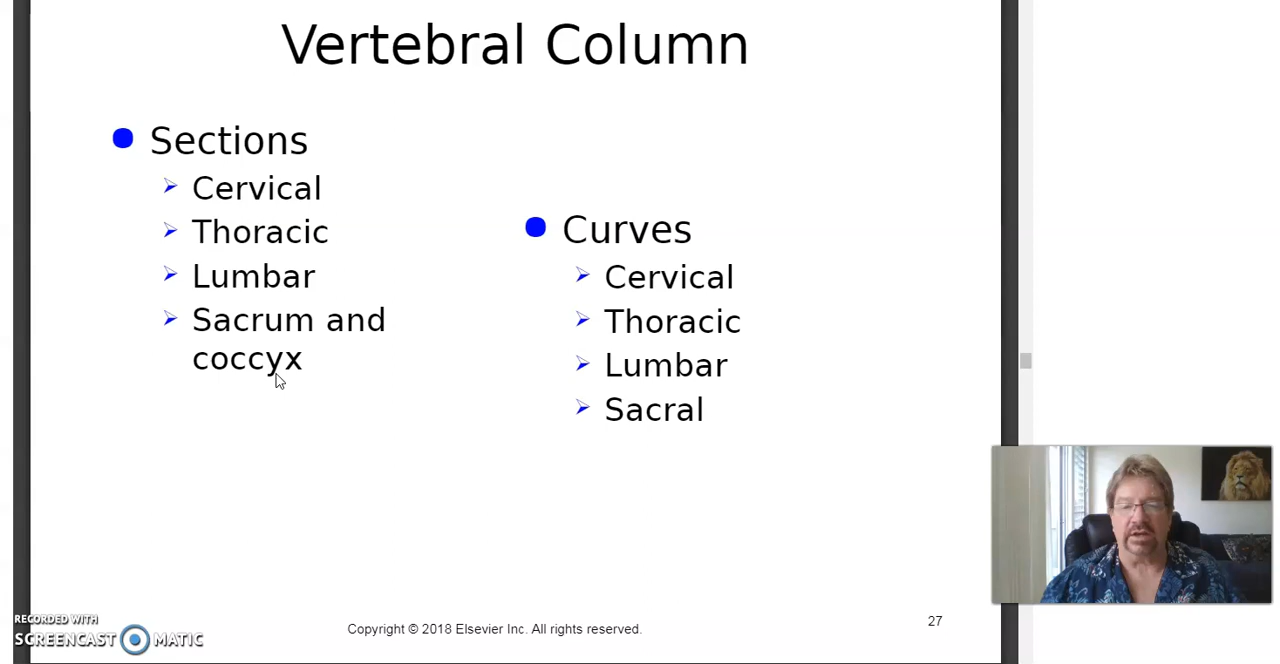 Vertebral Column
Sections
Cervical
Thoracic
Lumbar
Sacrum and
coccyx
Curves
Cervical
Thoracic
Lumbar
Sacral
RECORDED WITH
SCREENCAST MATIC
Copyright © 2018 Elsevier Inc. All rights reserved.
27